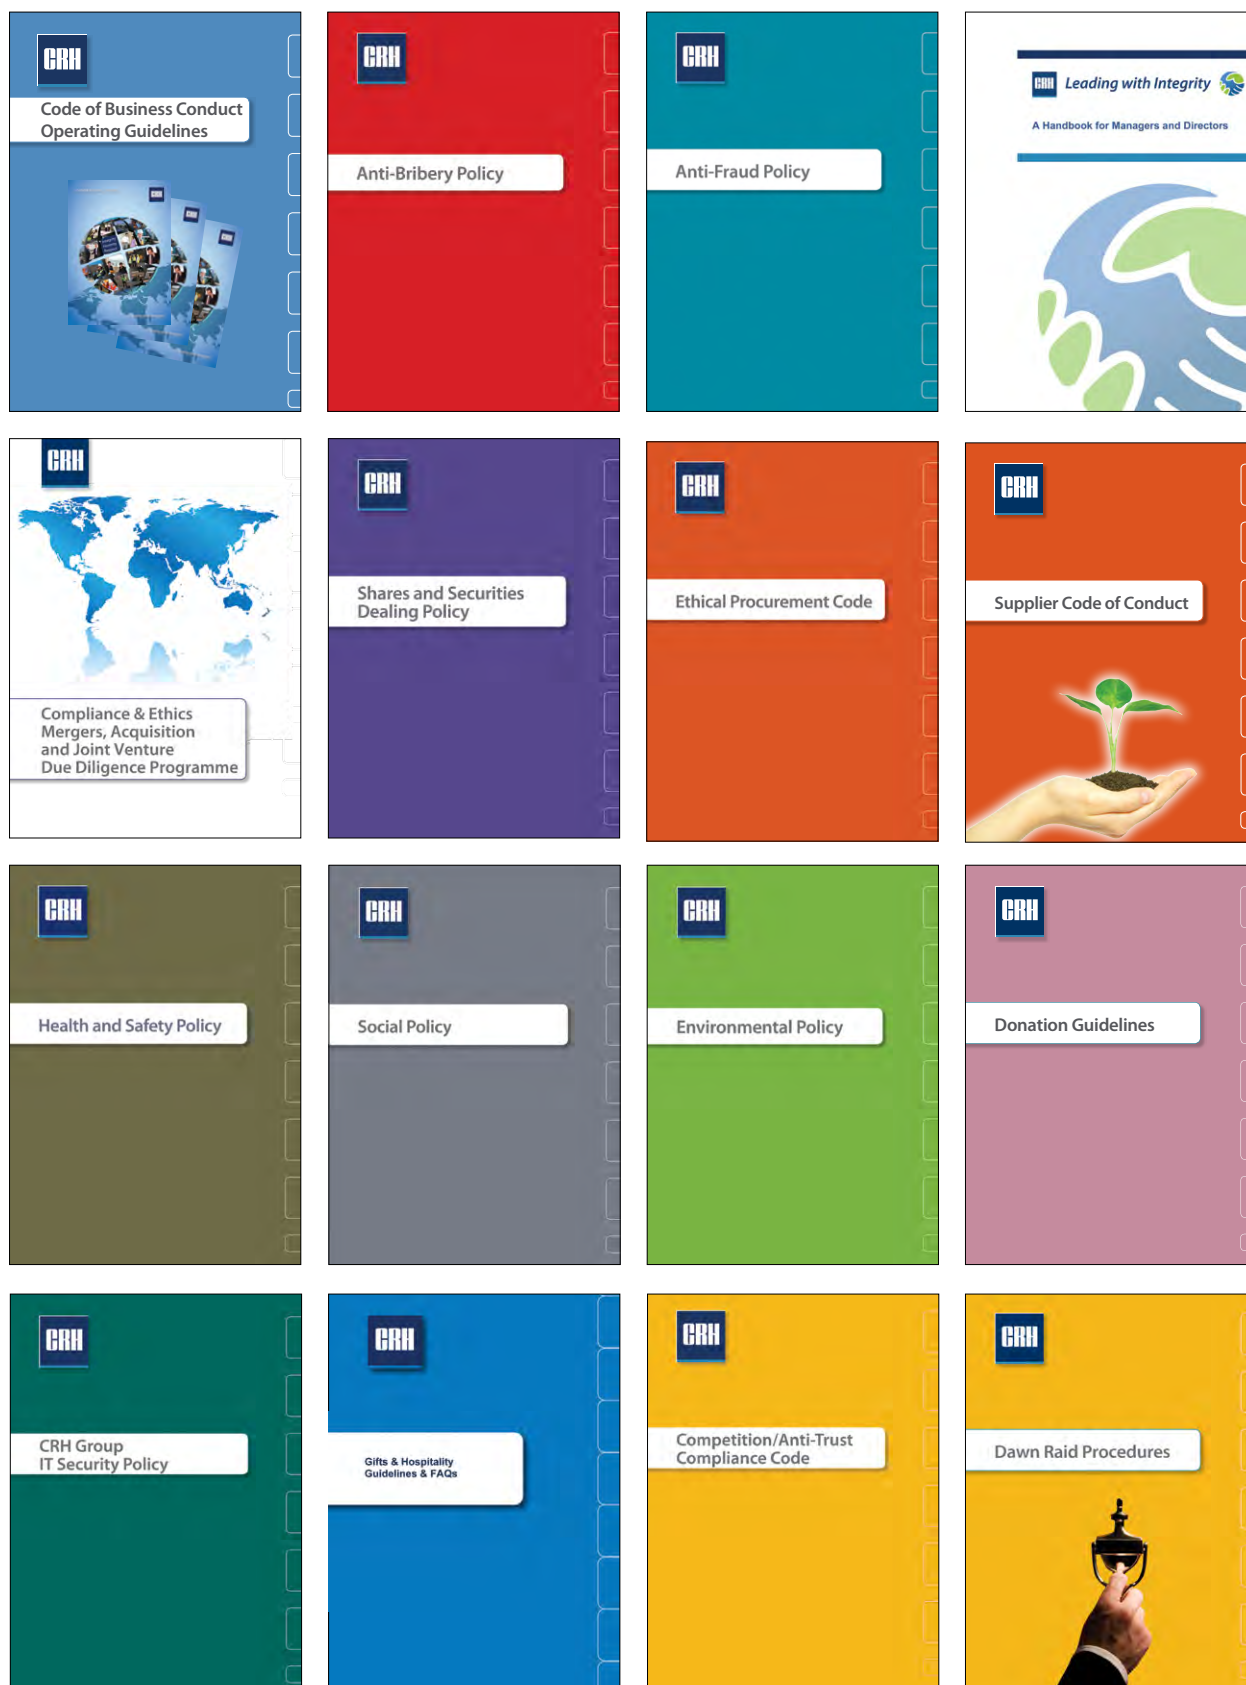 CRH
Code of Business Conduct
Operating Guidelines
CRH
CRH
CRH
CRH
Anti-Bribery Policy
CRH
Anti-Fraud Policy
CRH Leading with Integrity
A Handbook for Managers and Directors
CRH
Compliance & Ethics
Mergers, Acquisition
and Joint Venture
Due Diligence Programme
CRH
Shares and Securities
Dealing Policy
CRH
Ethical Procurement Code
CRH
Supplier Code of Conduct
CRH
Health and Safety Policy
CRH
Social Policy
CRH
Environmental Policy
CRH
Donation Guidelines
CRH
CRH Group
IT Security Policy
CRH
Gifts & Hospitality
Guidelines & FAQs
CRH
Competition/Anti-Trust
Compliance Code
CRH
Dawn Raid Procedures